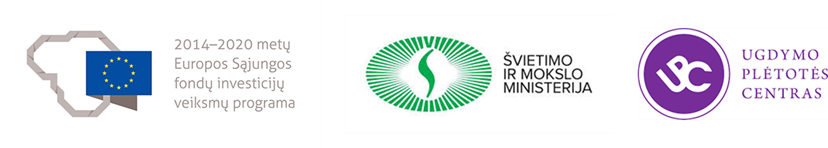 2014–2020 metų
Europos Sąjungos
fondų investicijų
veiksmų programa
ŠVIETIMO
IR MOKSLO
MINISTERIJA
UPC
UGDYMO
PLĖTOTĖS
CENTRAS